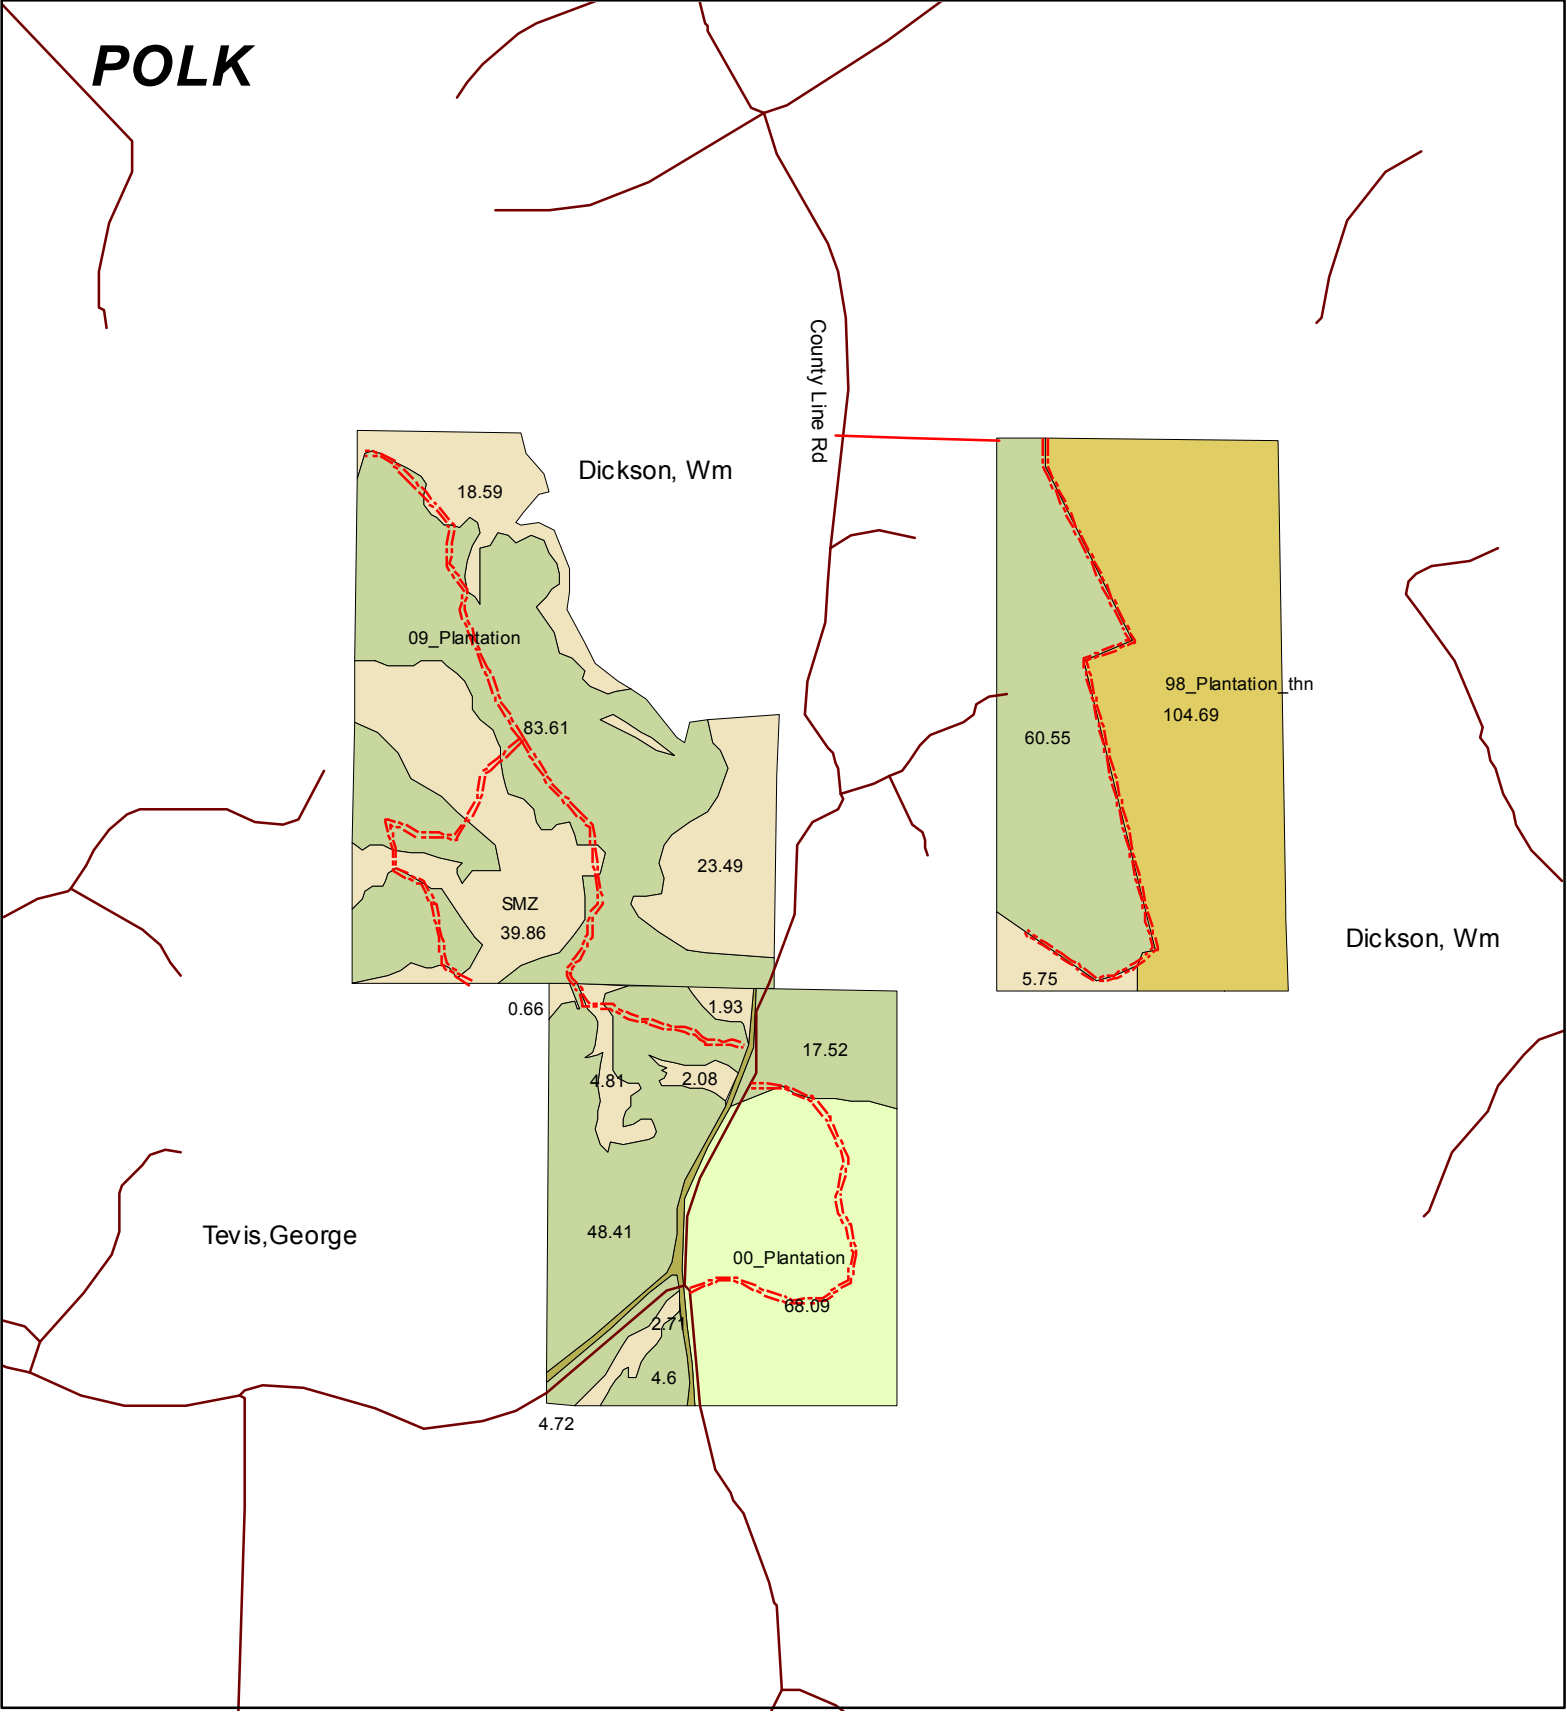 POLK
County Line Rd
Dickson, Wm
18.59
09_Plantation
83.61
98_Plantation_thn
104.69
60.55
23.49
SMZ
39.86
Dickson, Wm
5.75
0.66
1.93
17.52
4.81
2.08
Tevis,George
48.41
00_Plantation
68.09
2.71
4.6
4.72